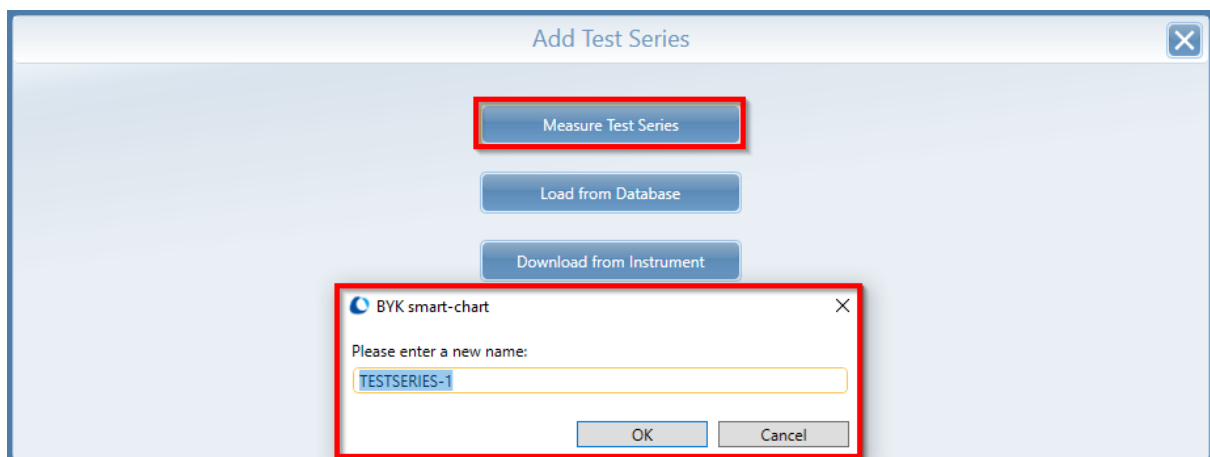 Add Test Series
Measure Test Series
Load from Database
Download from Instrument
BYK smart-chart
Please enter a new name:
TESTSERIES-1
OK Cancel